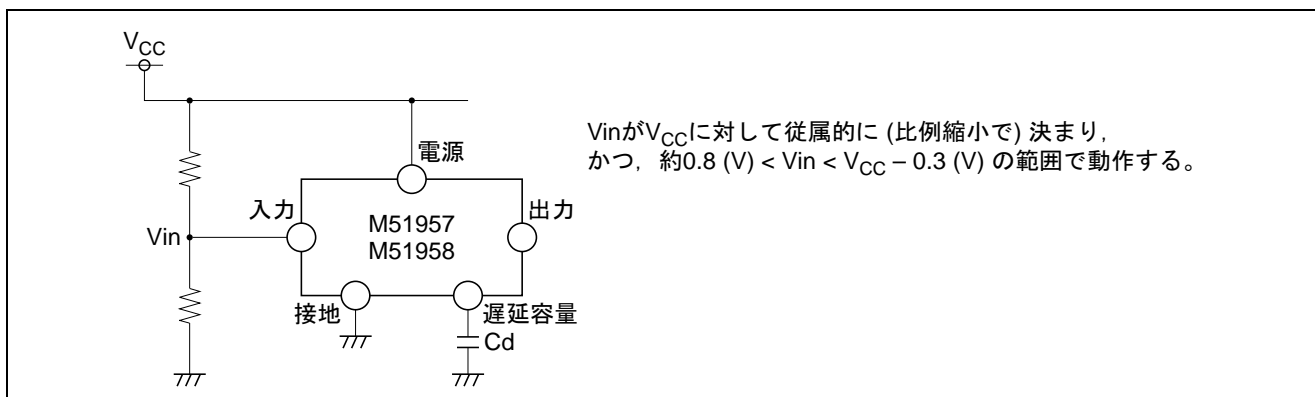 VCC
VinがVCCに対して従属的に (比例縮小で) 決まり，
かつ，約0.8 (V) < Vin < VCC – 0.3 (V) の範囲で動作する。
電源
入力
M51957
M51958
出力
Vin
接地
遅延容量
Cd